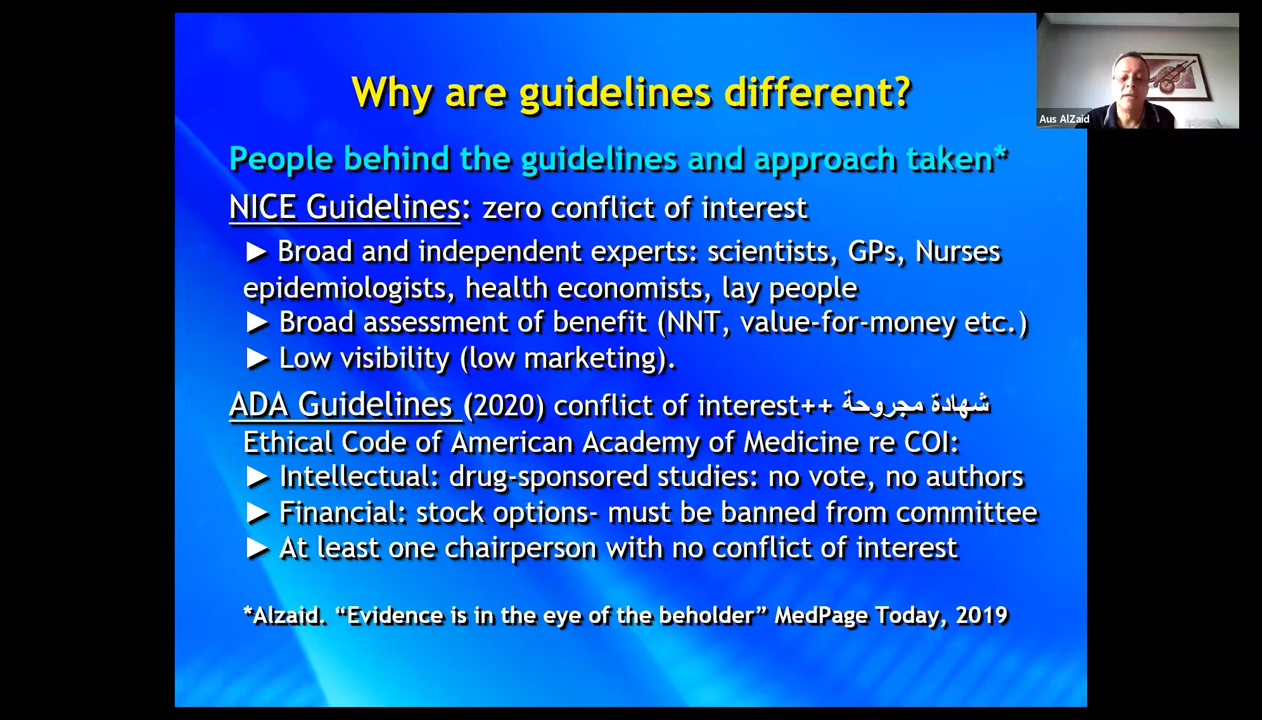 Why are guidelines different?
Aus AlZaid
People behind the guidelines and approach taken*
NICE Guidelines: zero conflict of interest
► Broad and independent experts: scientists, GPs, Nurses
epidemiologists, health economists, lay people
► Broad assessment of benefit (NNT, value-for-money etc.)
► Low visibility (low marketing).
ADA Guidelines (2020) conflict of interest++ شهادة مجروحة
Ethical Code of American Academy of Medicine re COI:
► Intellectual: drug-sponsored studies: no vote, no authors
► Financial: stock options- must be banned from committee
► At least one chairperson with no conflict of interest
*Alzaid. “Evidence is in the eye of the beholder” MedPage Today, 2019